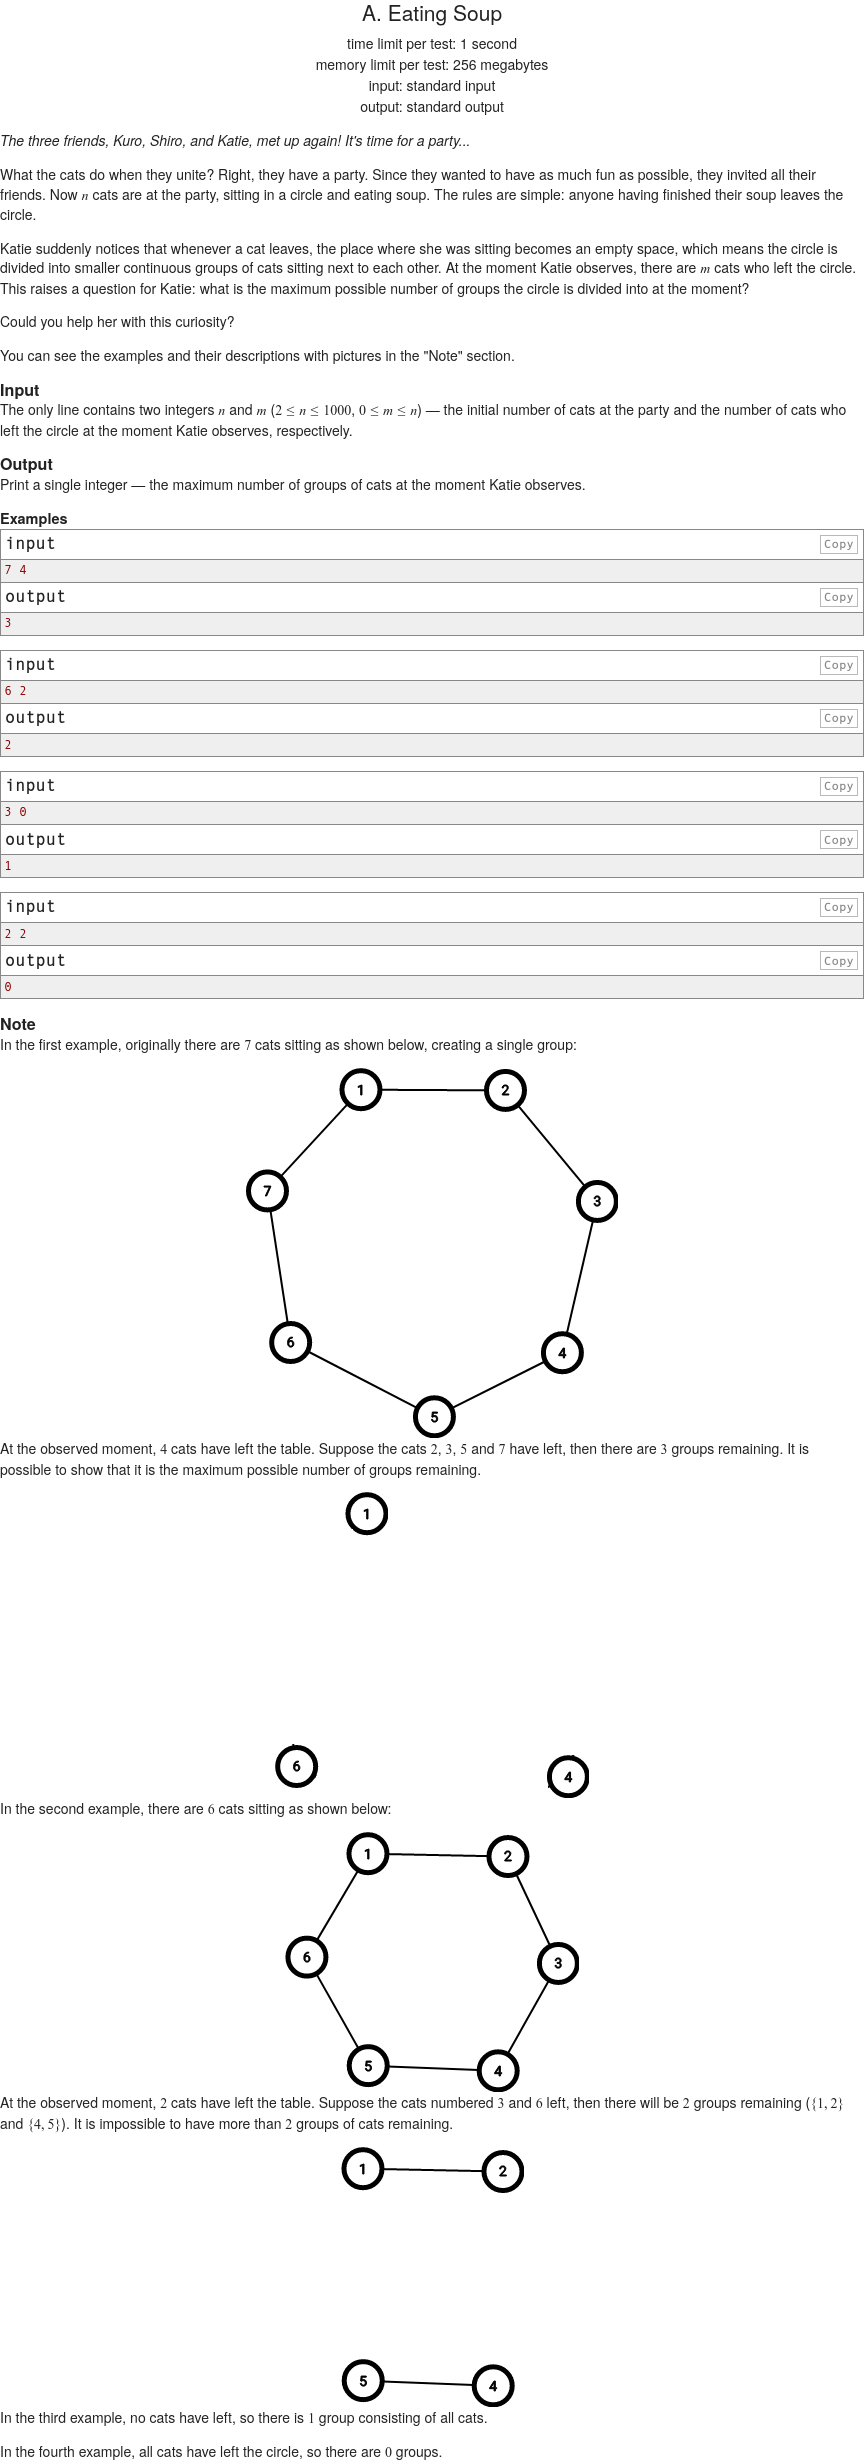 A. Eating Soup
time limit per test: 1 second
memory limit per test: 256 megabytes
input: standard input
output: standard output
The three friends, Kuro, Shiro, and Katie, met up again! It's time for a party...
What the cats do when they unite? Right, they have a party. Since they wanted to have as much fun as possible, they invited all their
friends. Now n cats are at the party, sitting in a circle and eating soup. The rules are simple: anyone having finished their soup leaves the
circle.
Katie suddenly notices that whenever a cat leaves, the place where she was sitting becomes an empty space, which means the circle is
divided into smaller continuous groups of cats sitting next to each other. At the moment Katie observes, there are m cats who left the circle.
This raises a question for Katie: what is the maximum possible number of groups the circle is divided into at the moment?
Could you help her with this curiosity?
You can see the examples and their descriptions with pictures in the "Note" section.
Input
The only line contains two integers n and m (2 ≤ n ≤ 1000, 0 ≤ m ≤ n) — the initial number of cats at the party and the number of cats who
left the circle at the moment Katie observes, respectively.
Output
Print a single integer — the maximum number of groups of cats at the moment Katie observes.
Examples
input Copy
7 4
output Copy
3
input Copy
6 2
output Copy
2
input Copy
3 0
output Copy
1
input Copy
2 2
output Copy
0
Note
In the first example, originally there are 7 cats sitting as shown below, creating a single group:
1 2
7 3
6 4
5
At the observed moment, 4 cats have left the table. Suppose the cats 2, 3, 5 and 7 have left, then there are 3 groups remaining. It is
possible to show that it is the maximum possible number of groups remaining.
1
6 4
In the second example, there are 6 cats sitting as shown below:
1 2
6 3
5 4
At the observed moment, 2 cats have left the table. Suppose the cats numbered 3 and 6 left, then there will be 2 groups remaining ({1, 2}
and {4, 5}). It is impossible to have more than 2 groups of cats remaining.
1 2
5 4
In the third example, no cats have left, so there is 1 group consisting of all cats.
In the fourth example, all cats have left the circle, so there are 0 groups.